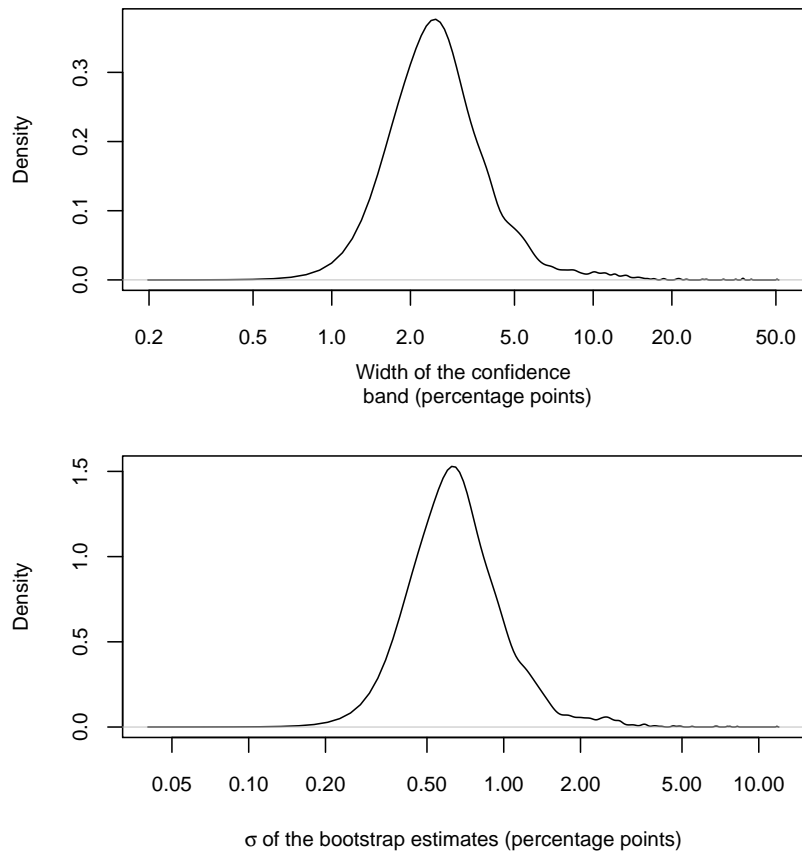 Density
0.0 0.1 0.2 0.3
0.2 0.5 1.0 2.0 5.0 10.0 20.0 50.0
Width of the confidence
band (percentage points)
Density
0.0 0.5 1.0 1.5
0.05 0.10 0.20 0.50 1.00 2.00 5.00 10.00
σ of the bootstrap estimates (percentage points)